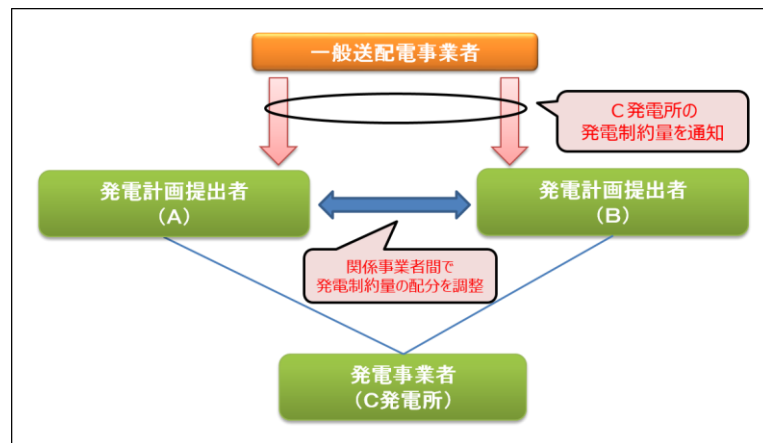 一般送配電事業者
C発電所の
発電制約量を通知
発電計画提出者
(A)
発電計画提出者
(B)
関係事業者間で
発電制約量の配分を調整
発電事業者
(C発電所)